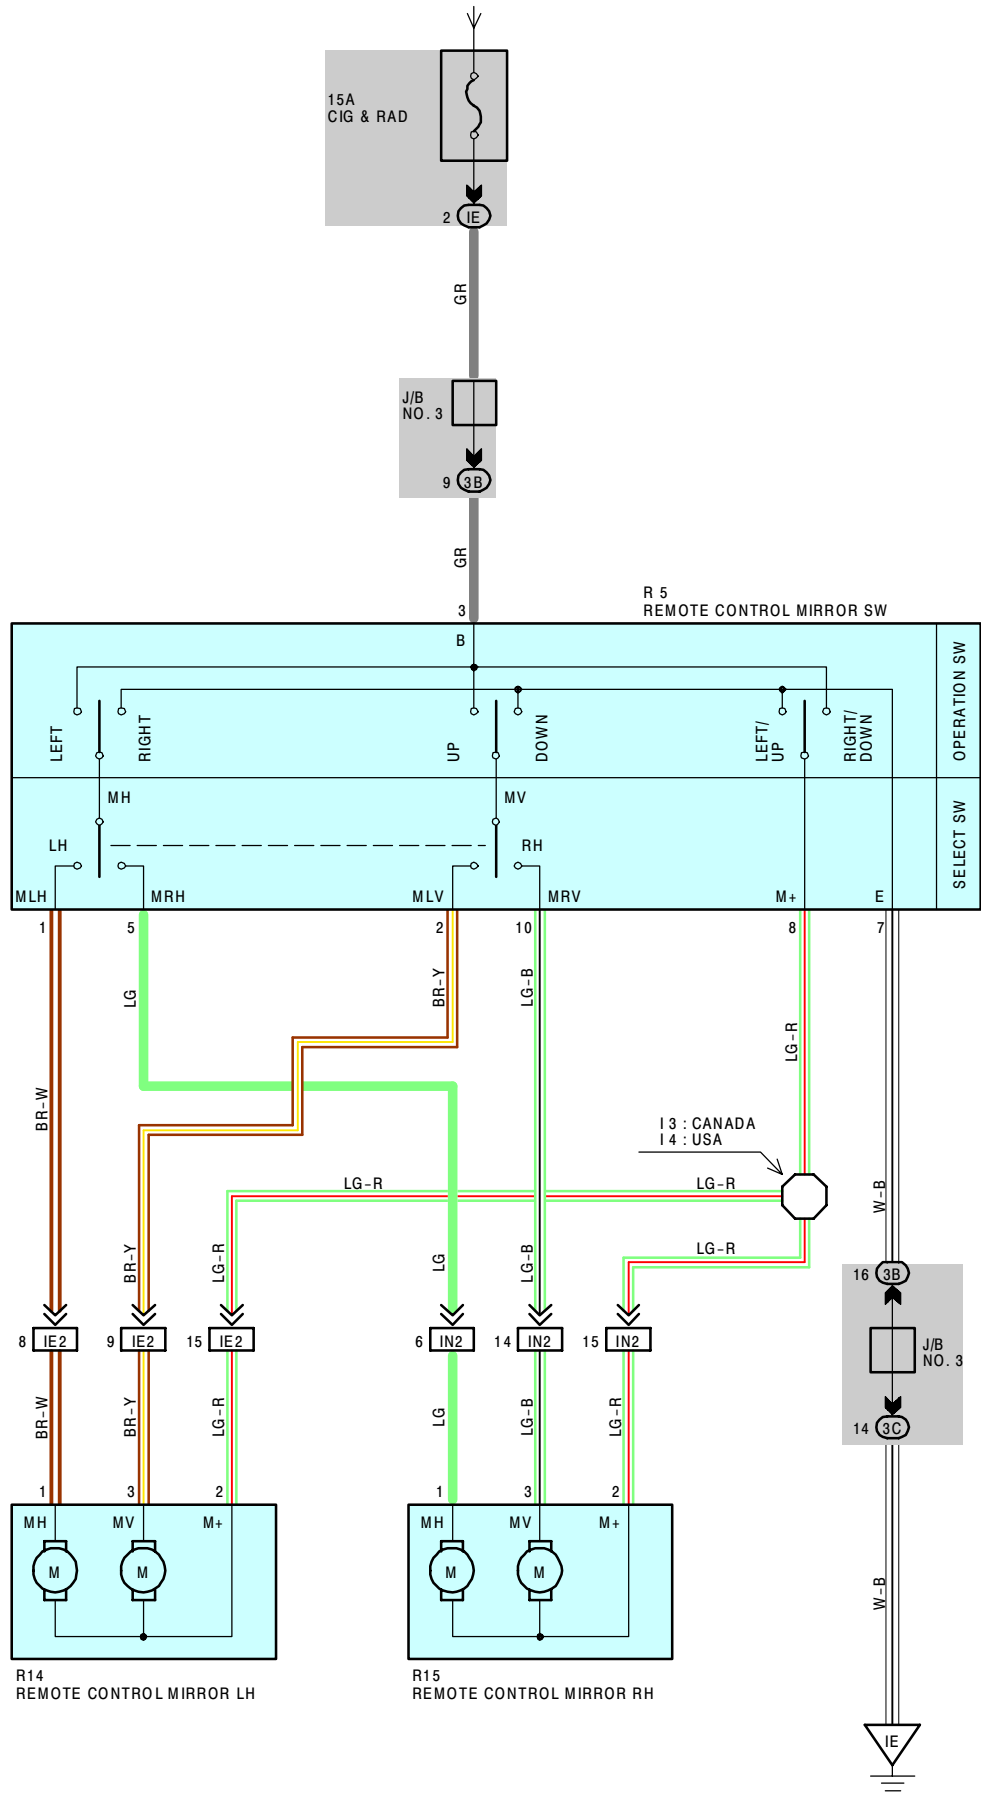 15A
CIG & RAD
2 IE
GR
J/B
NO. 3
9 3B
GR
R 5
REMOTE CONTROL MIRROR SW
3
B
OPERATION SW
LEFT
RIGHT
UP
DOWN
LEFT/
UP
RIGHT/
DOWN
MH
MV
SELECT SW
LH
RH
MLH
MRH
MLV
MRV
M+
E
1
5
2
10
8
7
LG
BR-Y
LG-B
LG-R
BR-W
I 3 : CANADA
I 4 : USA
LG-R
LG-R
W-B
BR-Y
LG-R
LG
LG-B
LG-R
16 3B
8 IE2
9 IE2
15 IE2
6 IN2
14 IN2
15 IN2
J/B
NO. 3
BR-W
BR-Y
LG-R
LG
LG-B
LG-R
14 3C
1
3
2
1
3
2
MH
MV
M+
MH
MV
M+
M
M
M
M
W-B
R14
REMOTE CONTROL MIRROR LH
R15
REMOTE CONTROL MIRROR RH
IE